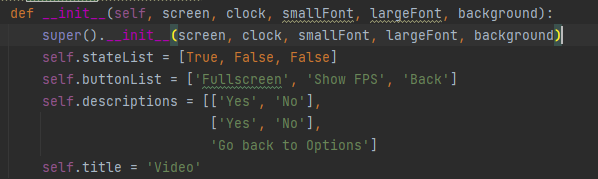 def __init__(self, screen, clock, smallFont, largeFont, background):
super().__init__(screen, clock, smallFont, largeFont, background)
self.stateList = [True, False, False]
self.buttonList = ['Fullscreen', 'Show FPS', 'Back']
self.descriptions = [['Yes', 'No'],
['Yes', 'No'],
'Go back to Options']
self.title = 'Video'